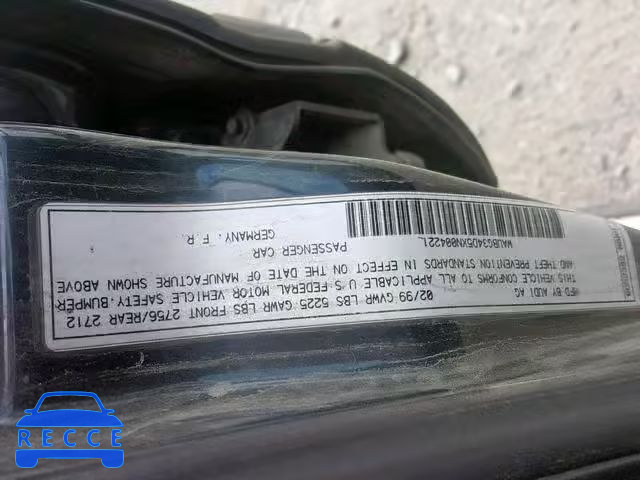 MFD BY AUDI AG
02/99 GVWR LBS 5225 GAWR LBS FRONT 2756/REAR 2712
THIS VEHICLE CONFORMS TO ALL APPLICABLE U S FEDERAL MOTOR VEHICLE SAFETY-BUMPER
AND THEFT PREVENTION STANDARDS IN EFFECT ON THE DATE OF MANUFACTURE SHOWN ABOVE
WAUBG34D5XN004221
PASSENGER CAR
GERMANY. F R
RECCE